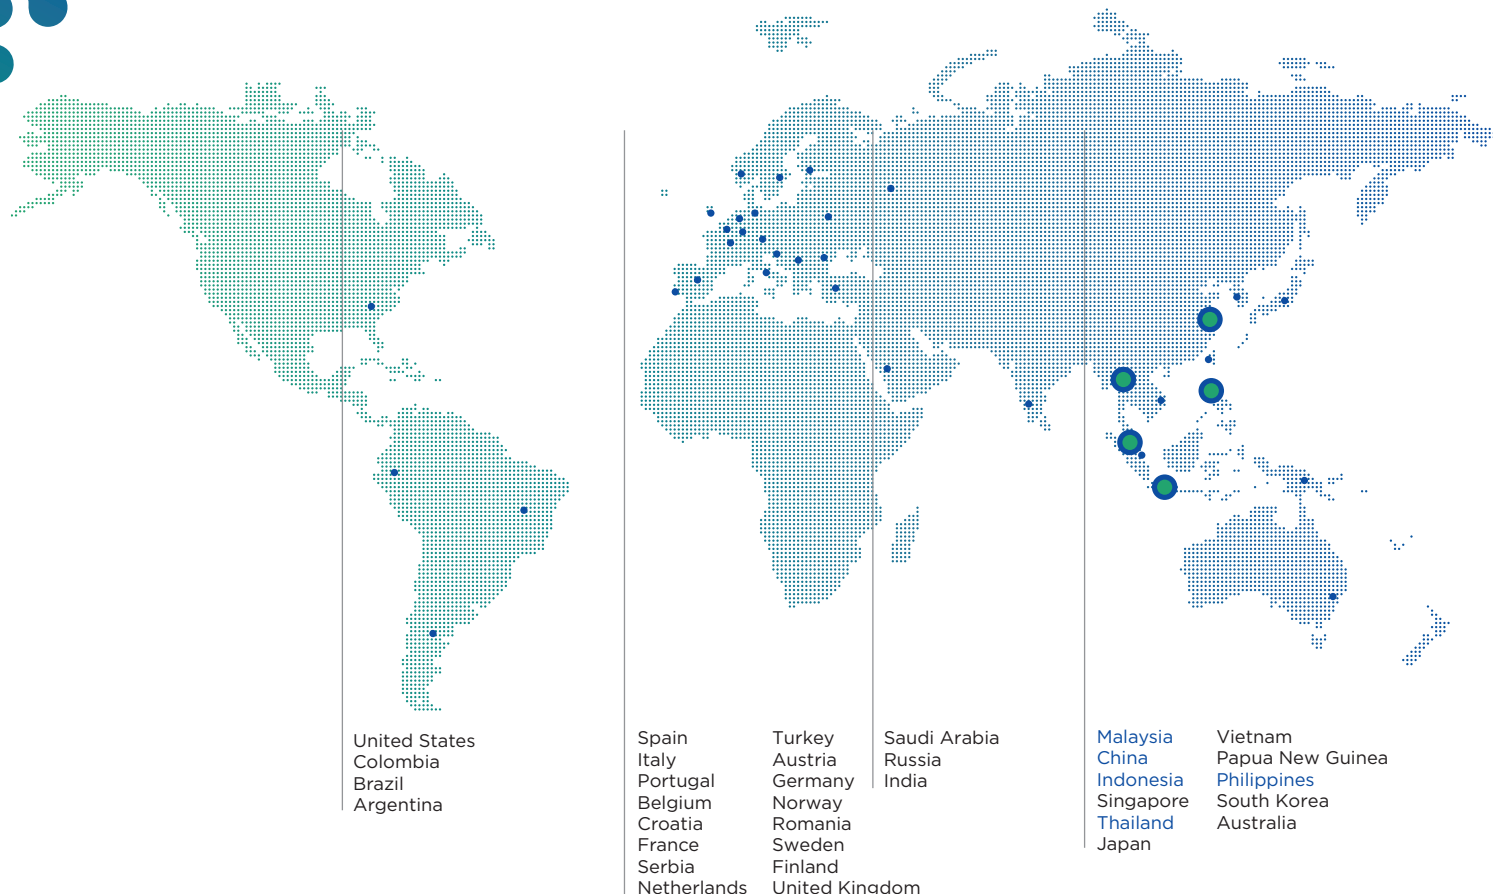 United States
Colombia
Brazil
Argentina
Spain
Italy
Portugal
Belgium
Croatia
France
Serbia
Netherlands
Turkey
Austria
Germany
Norway
Romania
Sweden
Finland
United Kingdom
Saudi Arabia
Russia
India
Malaysia
China
Indonesia
Singapore
Thailand
Japan
Vietnam
Papua New Guinea
Philippines
South Korea
Australia